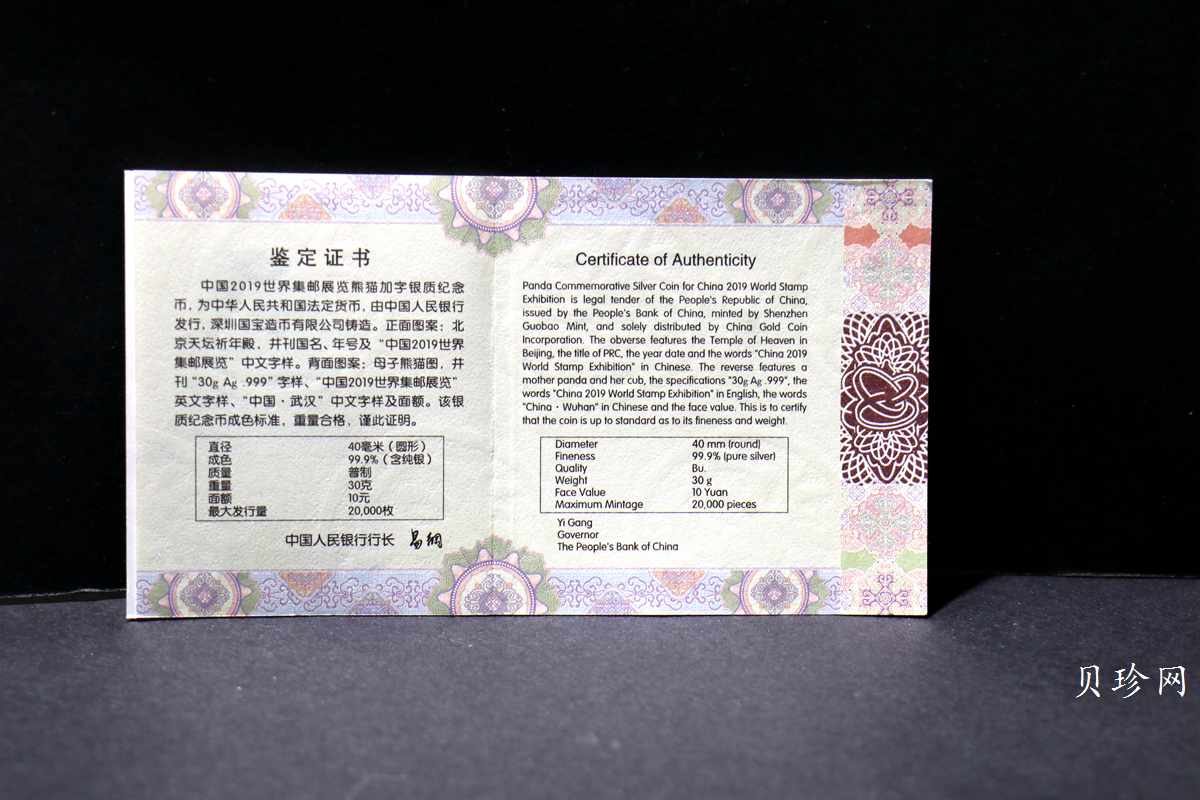 鉴定证书
中国2019世界集邮展览熊猫加字银质纪念
币，为中华人民共和国法定货币，由中国人民银行
发行，深圳国宝造币有限公司铸造。正面图案：北
京天坛祈年殿，并刊国名、年号及“中国2019世界
集邮展览”中文字样。背面图案：母子熊猫图，并
刊“30g Ag .999”字样、“中国2019世界集邮展览”
英文字样、“中国·武汉”中文字样及面额。该银
质纪念币成色标准，重量合格，谨此证明。
直径 40毫米（圆形）
成色 99.9%（含纯银）
质量 普制
重量 30克
面额 10元
最大发行量 20,000枚
中国人民银行行长 易纲
Certificate of Authenticity
Panda Commemorative Silver Coin for China 2019 World Stamp
Exhibition is legal tender of the People's Republic of China,
issued by the People's Bank of China, minted by Shenzhen
Guobao Mint, and solely distributed by China Gold Coin
Incorporation. The obverse features the Temple of Heaven in
Beijing, the title of PRC, the year date and the words "China 2019
World Stamp Exhibition" in Chinese. The reverse features a
mother panda and her cub, the specifications "30g Ag .999", the
words "China 2019 World Stamp Exhibition" in English, the words
"China · Wuhan" in Chinese and the face value. This is to certify
that the coin is up to standard as to its fineness and weight.
Diameter 40 mm (round)
Fineness 99.9% (pure silver)
Quality Bu.
Weight 30 g
Face Value 10 Yuan
Maximum Mintage 20,000 pieces
Yi Gang
Governor
The People's Bank of China
贝珍网